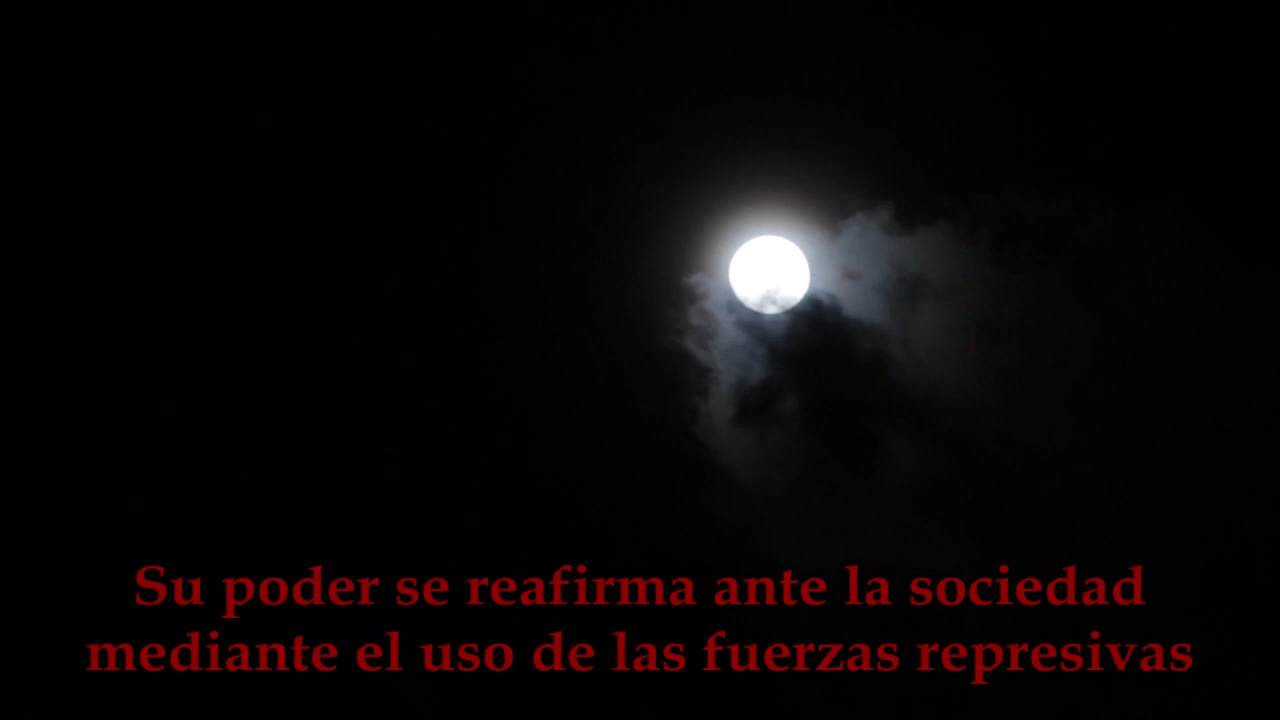 Su poder se reafirma ante la sociedad
mediante el uso de las fuerzas represivas